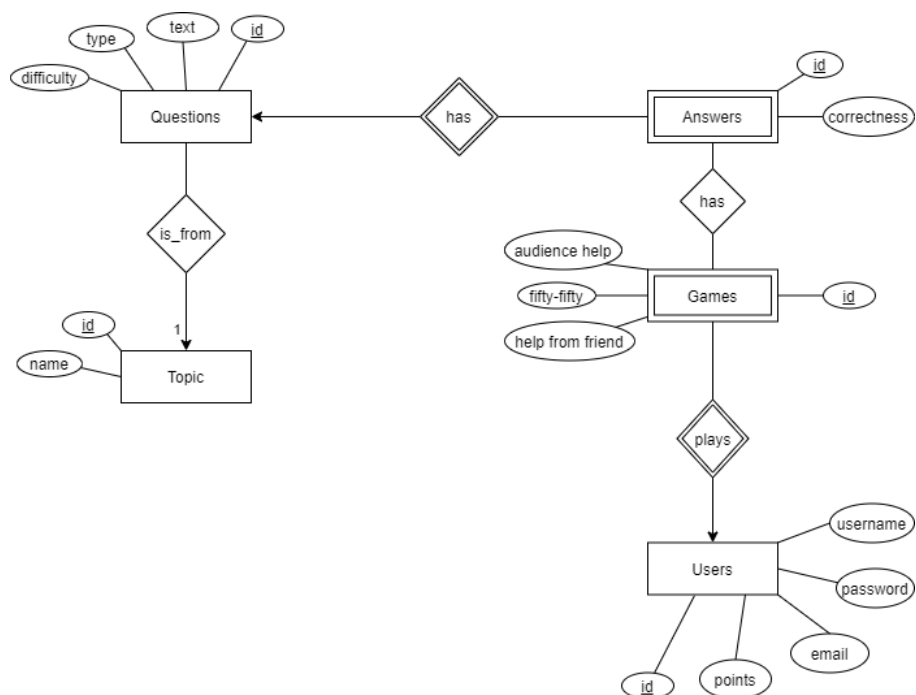 text
id
type
difficulty
id
Questions
has
Answers
correctness
has
is_from
audience help
fifty-fifty
Games
id
help from friend
id
1
name
Topic
plays
username
Users
password
email
id
points